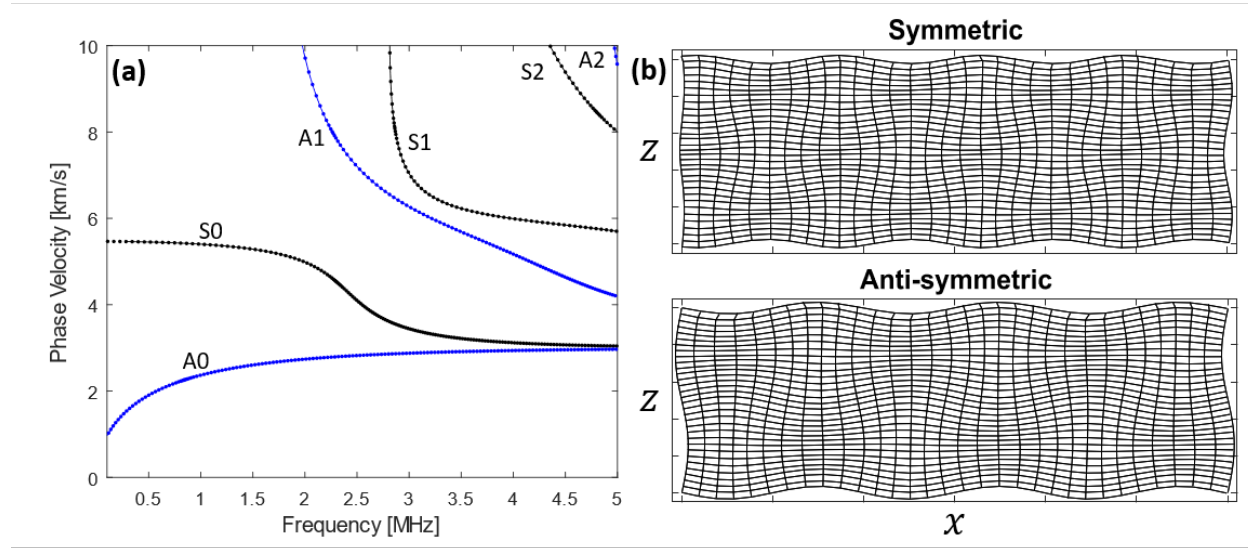 (a)
Phase Velocity [km/s]
10
8
6
4
2
0
A1
S1
S2
A2
S0
A0
0.5 1 1.5 2 2.5 3 3.5 4 4.5 5
Frequency [MHz]
(b)
Symmetric
z
Anti-symmetric
z
x